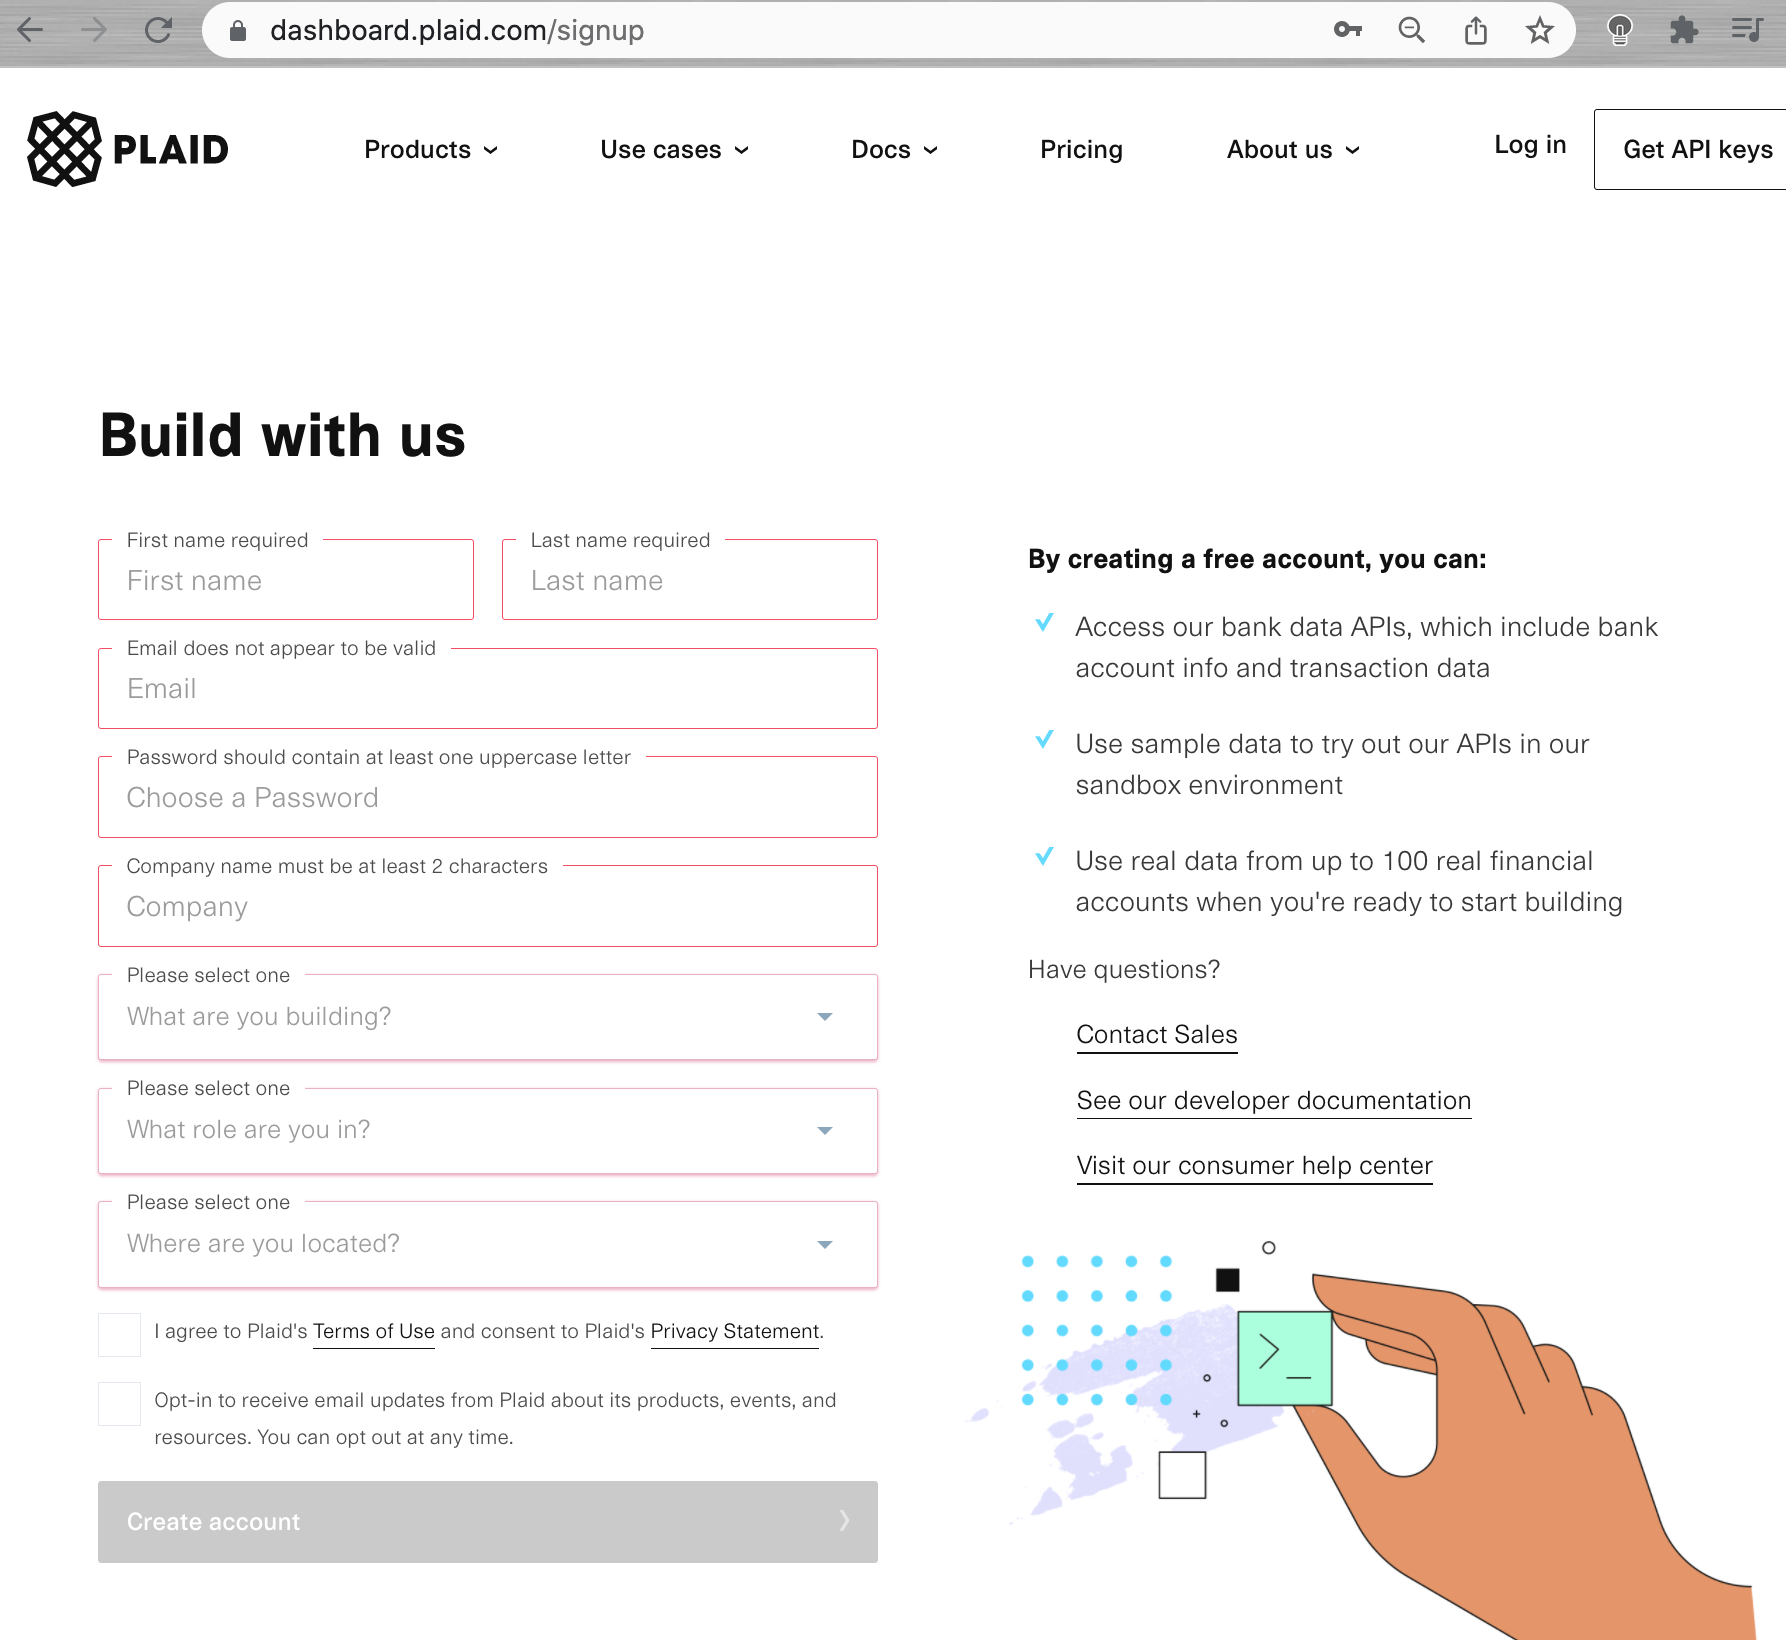 dashboard.plaid.com/signup
PLAID
Products
Use cases
Docs
Pricing
About us
Log in
Get API keys
Build with us
First name required
First name
Last name required
Last name
Email does not appear to be valid
Email
Password should contain at least one uppercase letter
Choose a Password
Company name must be at least 2 characters
Company
Please select one
What are you building?
Please select one
What role are you in?
Please select one
Where are you located?
I agree to Plaid's Terms of Use and consent to Plaid's Privacy Statement.
Opt-in to receive email updates from Plaid about its products, events, and
resources. You can opt out at any time.
Create account
By creating a free account, you can:
Access our bank data APIs, which include bank
account info and transaction data
Use sample data to try out our APIs in our
sandbox environment
Use real data from up to 100 real financial
accounts when you're ready to start building
Have questions?
Contact Sales
See our developer documentation
Visit our consumer help center
>_